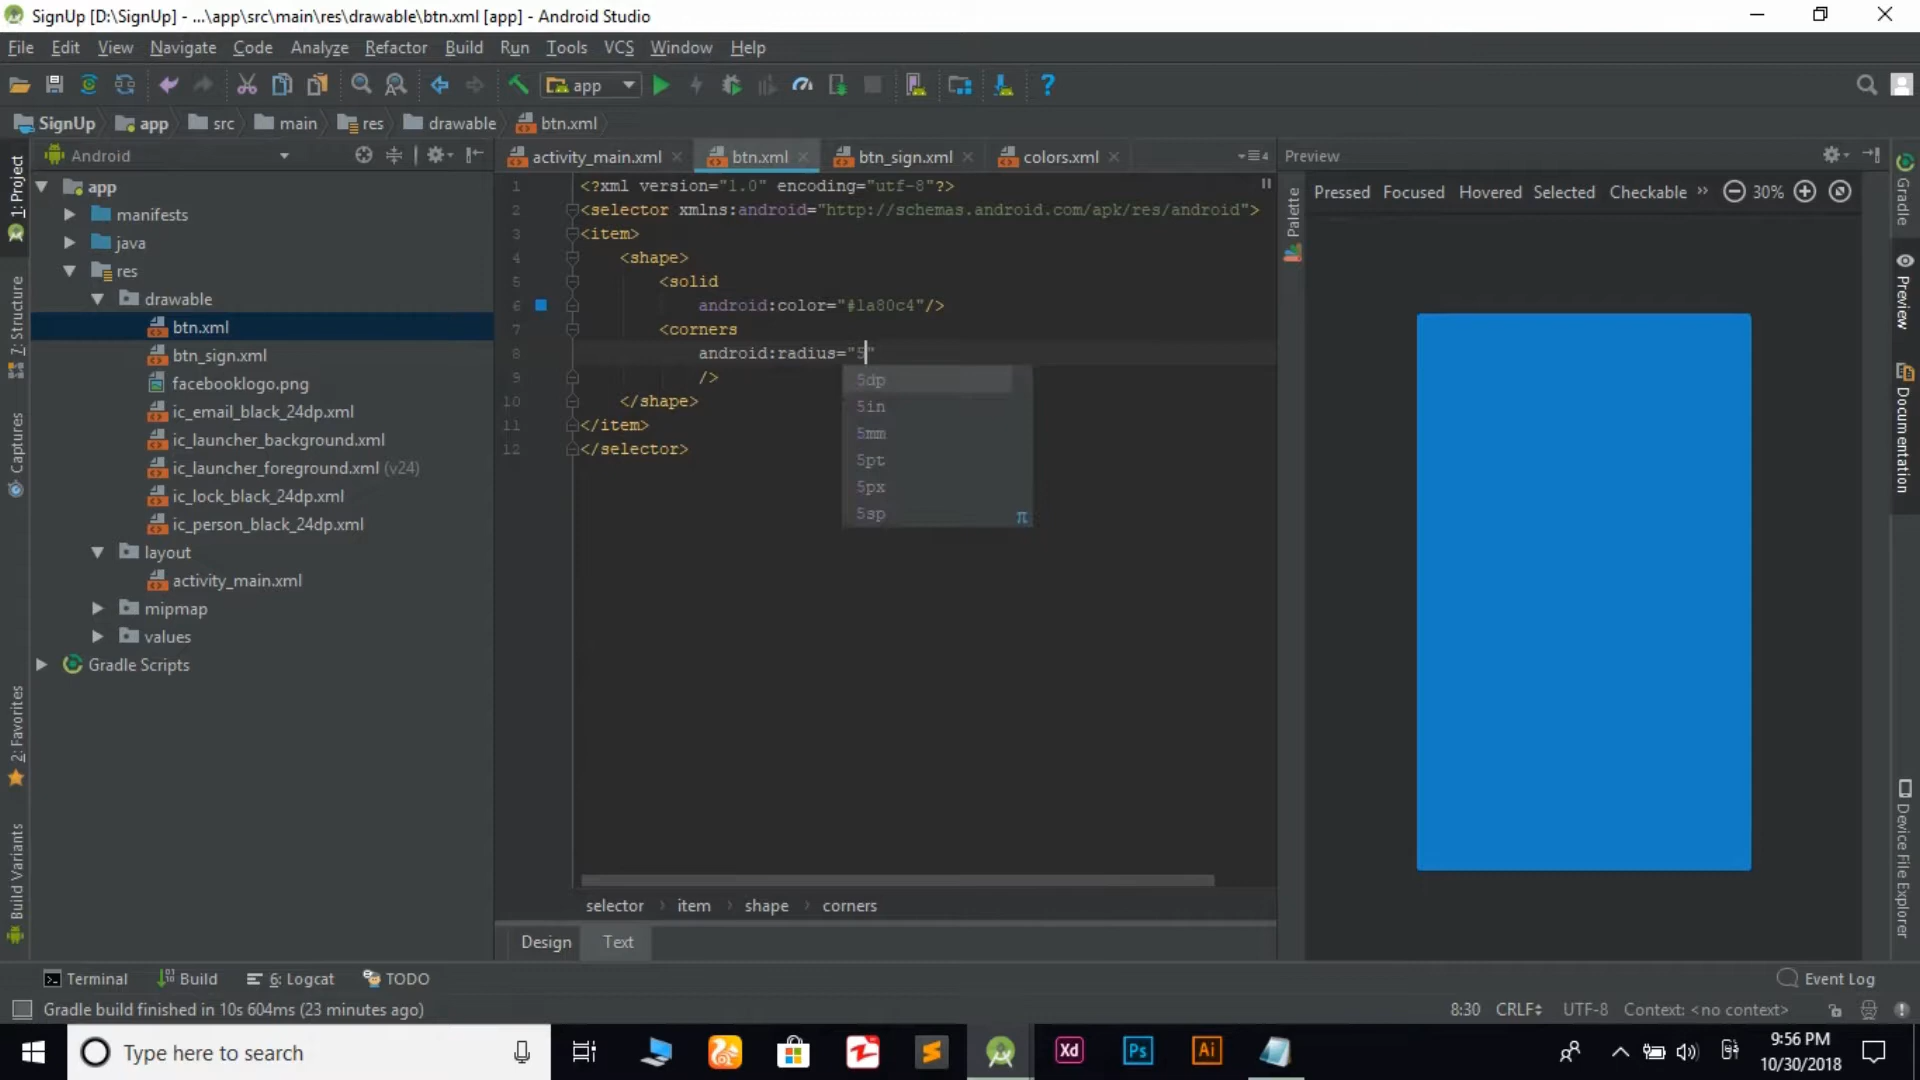 SignUp [D:\SignUp] - ...\app\src\main\res\drawable\btn.xml [app] - Android Studio
File Edit View Navigate Code Analyze Refactor Build Run Tools VCS Window Help
app
SignUp app src main res drawable btn.xml
1: Project
7: Structure
Captures
2: Favorites
Build Variants
Android
app
manifests
java
res
drawable
btn.xml
btn_sign.xml
facebooklogo.png
ic_email_black_24dp.xml
ic_launcher_background.xml
ic_launcher_foreground.xml (v24)
ic_lock_black_24dp.xml
ic_person_black_24dp.xml
layout
activity_main.xml
mipmap
values
Gradle Scripts
activity_main.xml btn.xml btn_sign.xml colors.xml
1 <?xml version="1.0" encoding="utf-8"?>
2 <selector xmlns:android="http://schemas.android.com/apk/res/android">
3 <item>
4 <shape>
5 <solid
6 android:color="#1a80c4"/>
7 <corners
8 android:radius="5"
9 />
10 </shape>
11 </item>
12 </selector>
5dp
5in
5mm
5pt
5px
5sp
π
selector item shape corners
Design Text
Preview
Palette
Pressed Focused Hovered Selected Checkable » 30%
Gradle
Preview
Documentation
Device File Explorer
Terminal Build 6: Logcat TODO Event Log
Gradle build finished in 10s 604ms (23 minutes ago) 8:30 CRLF UTF-8 Context: <no context>
Type here to search
Xd Ps Ai
9:56 PM
10/30/2018